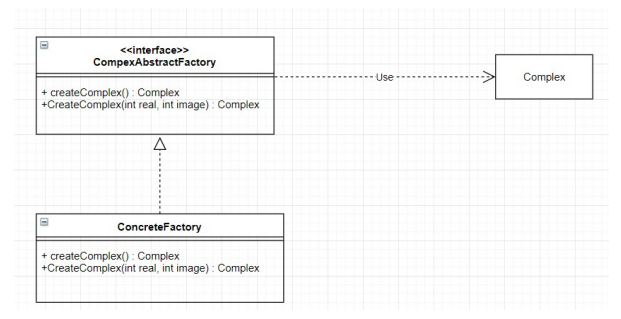 <<interface>>
CompexAbstractFactory
+ createComplex() : Complex
+CreateComplex(int real, int image) : Complex
Use
Complex
ConcreteFactory
+ createComplex() : Complex
+CreateComplex(int real, int image) : Complex